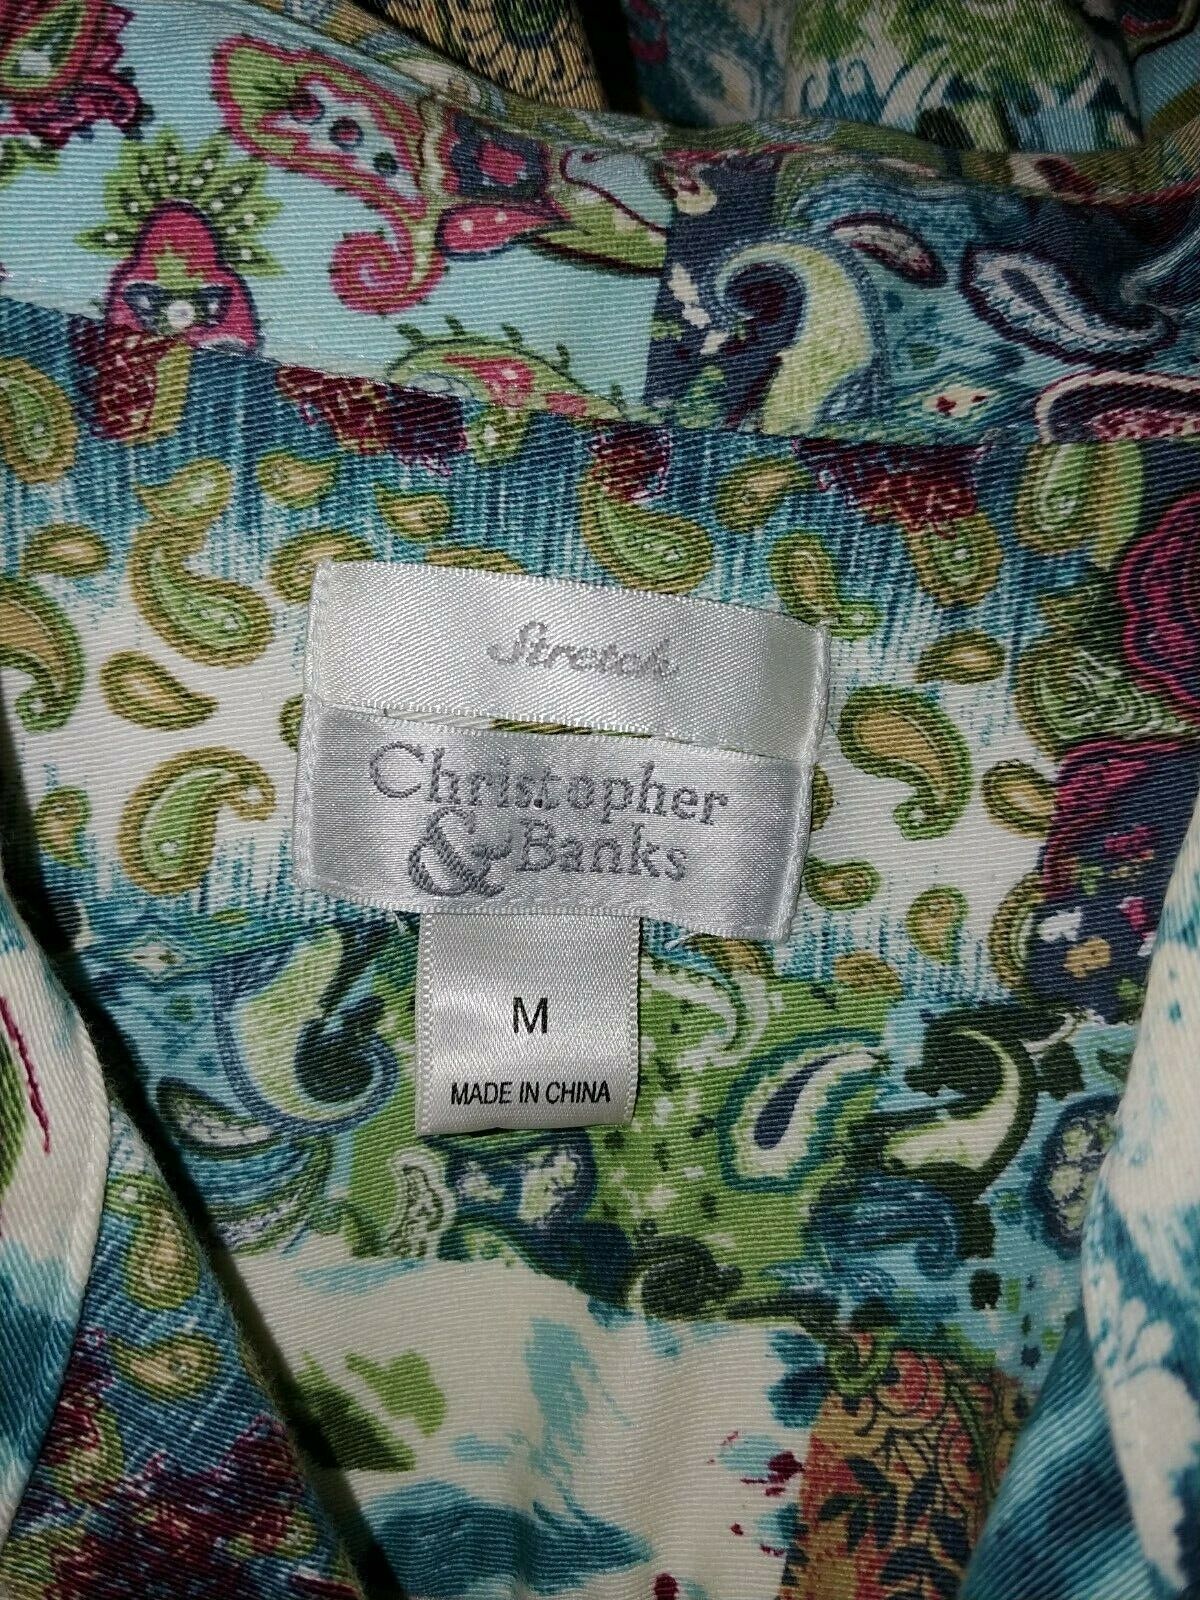 Stretch
Christopher
& Banks
M
MADE IN CHINA